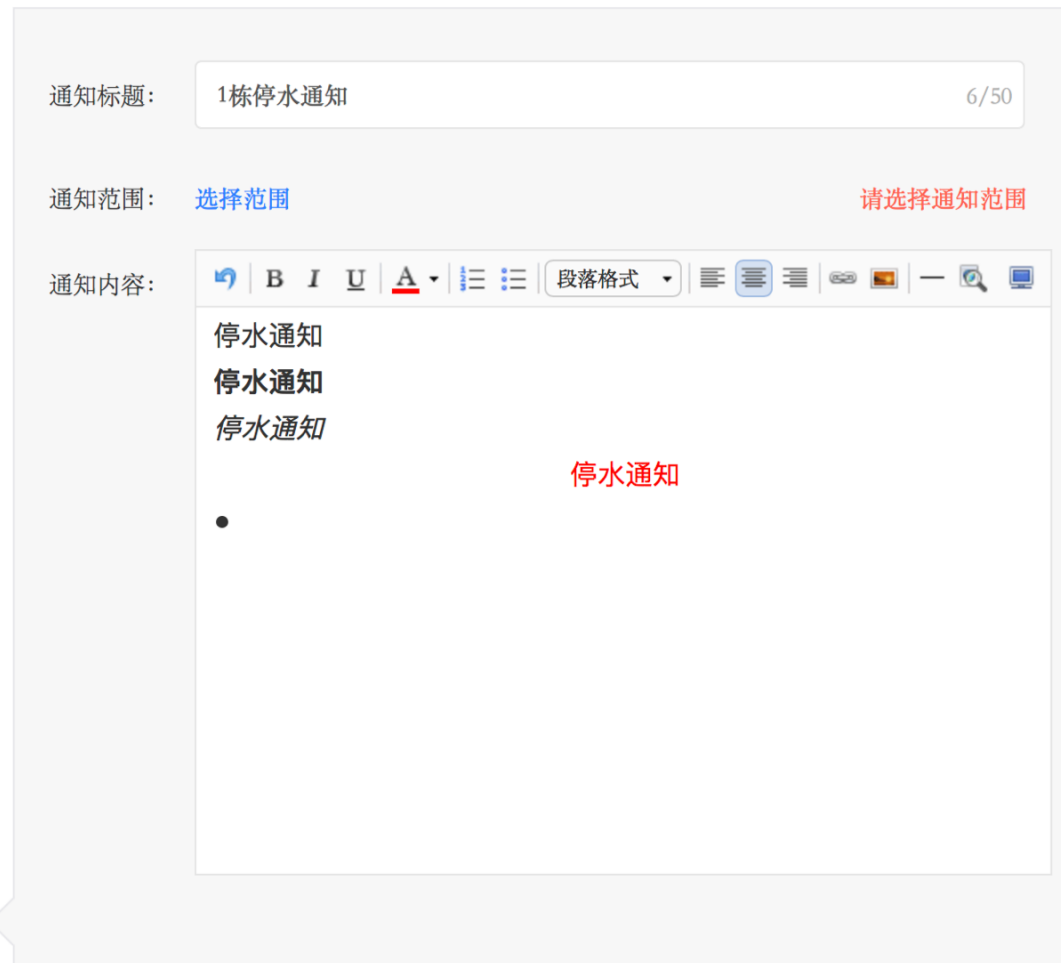 通知标题：
1栋停水通知 6/50
通知范围： 选择范围 请选择通知范围
通知内容：
B I U A 段落格式
停水通知
停水通知
停水通知
停水通知